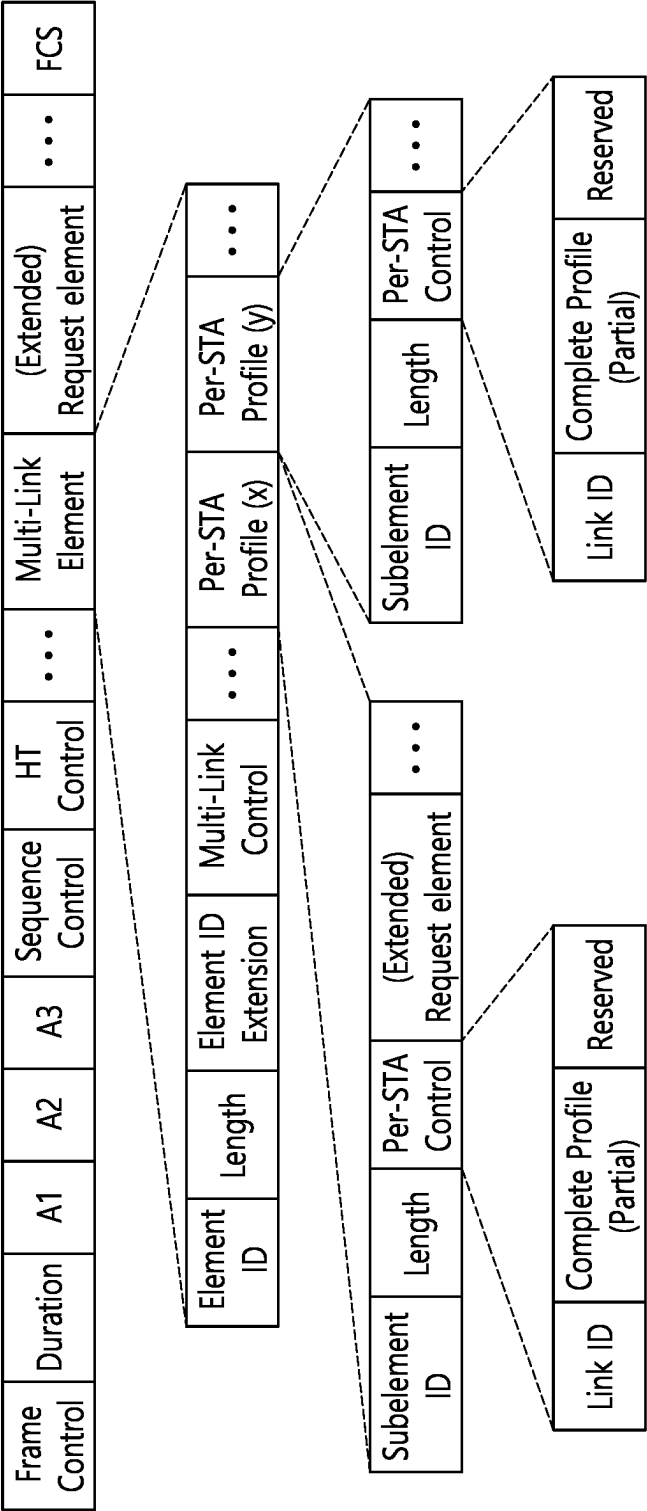 Frame
Control
Duration
A1
A2
A3
Sequence
Control
HT
Control
...
Multi-Link
Element
(Extended)
Request element
...
FCS
Element
ID
Length
Element ID
Extension
Multi-Link
Control
...
Per-STA
Profile (x)
Per-STA
Profile (y)
...
Subelement
ID
Length
Per-STA
Control
(Extended)
Request element
...
Subelement
ID
Length
Per-STA
Control
...
Link ID
Complete Profile
(Partial)
Reserved
Link ID
Complete Profile
(Partial)
Reserved